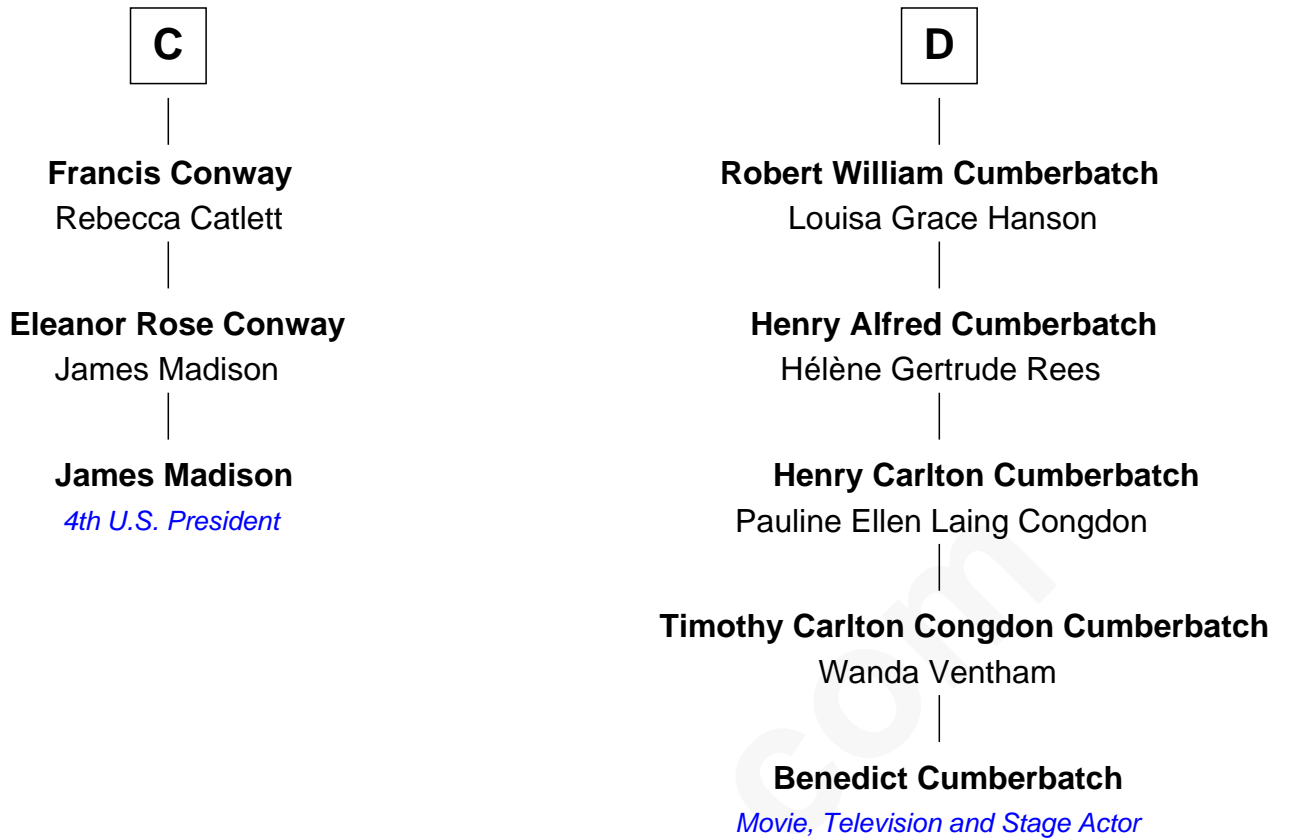 C
Francis Conway
Rebecca Catlett
Eleanor Rose Conway
James Madison
James Madison
4th U.S. President
D
Robert William Cumberbatch
Louisa Grace Hanson
Henry Alfred Cumberbatch
Hélène Gertrude Rees
Henry Carlton Cumberbatch
Pauline Ellen Laing Congdon
Timothy Carlton Congdon Cumberbatch
Wanda Ventham
Benedict Cumberbatch
Movie, Television and Stage Actor
com